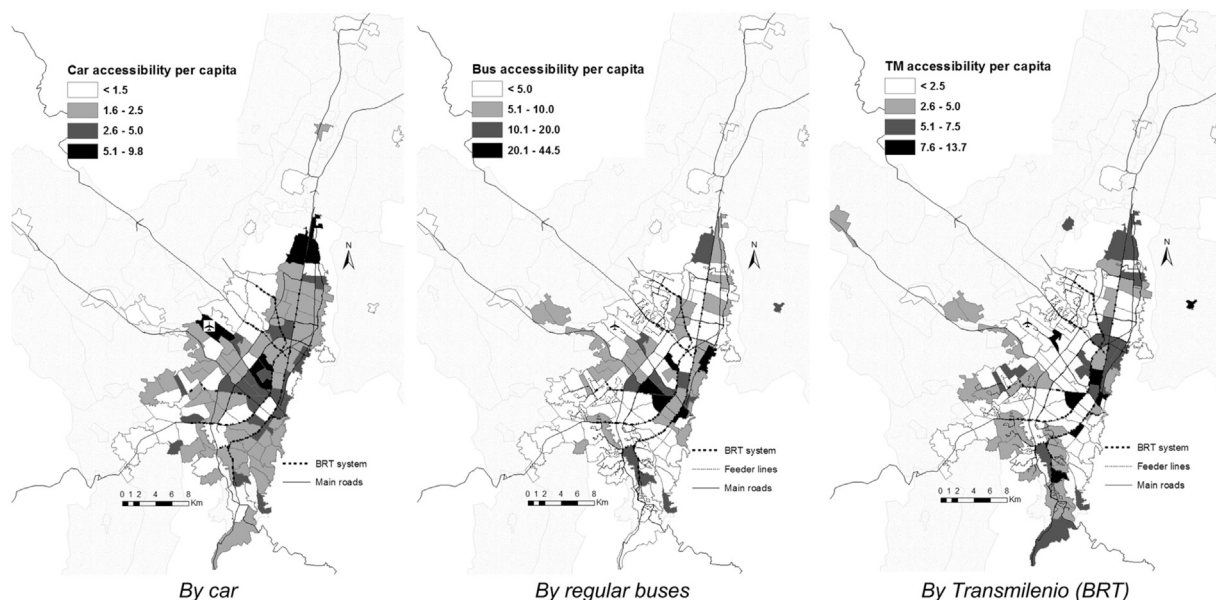 Car accessibility per capita
< 1.5
1.6 - 2.5
2.6 - 5.0
5.1 - 9.8
N
BRT system
Main roads
0 1 2 4 6 8
Km
By car
Bus accessibility per capita
< 5.0
5.1 - 10.0
10.1 - 20.0
20.1 - 44.5
N
BRT system
Feeder lines
Main roads
0 1 2 4 6 8
Km
By regular buses
TM accessibility per capita
< 2.5
2.6 - 5.0
5.1 - 7.5
7.6 - 13.7
N
BRT system
Feeder lines
Main roads
0 1 2 4 6 8
Km
By Transmilenio (BRT)